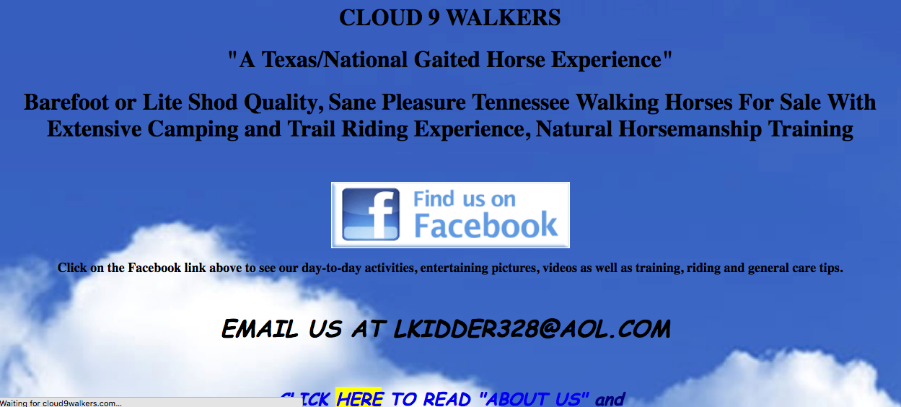 CLOUD 9 WALKERS
"A Texas/National Gaited Horse Experience"
Barefoot or Lite Shod Quality, Sane Pleasure Tennessee Walking Horses For Sale With
Extensive Camping and Trail Riding Experience, Natural Horsemanship Training
Find us on
Facebook
Click on the Facebook link above to see our day-to-day activities, entertaining pictures, videos as well as training, riding and general care tips.
EMAIL US AT LKIDDER328@AOL.COM
CLICK HERE TO READ "ABOUT US" and
Waiting for cloud9walkers.com...